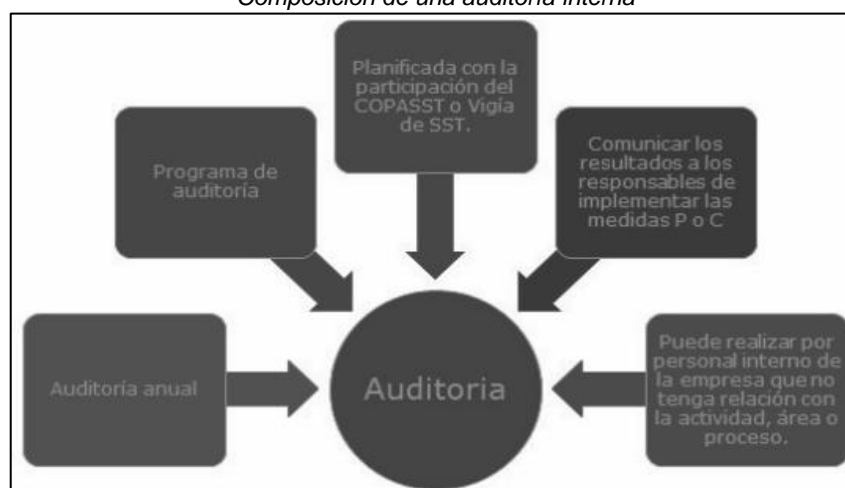 Composición de una auditoría interna
Planificada con la
participación del
COPASST o Vigía
de SST.
Programa de
auditoría
Comunicar los
resultados a los
responsables de
implementar las
medidas P o C
Auditoría anual
Auditoria
Puede realizar por
personal interno de
la empresa que no
tenga relación con
la actividad, área o
proceso.